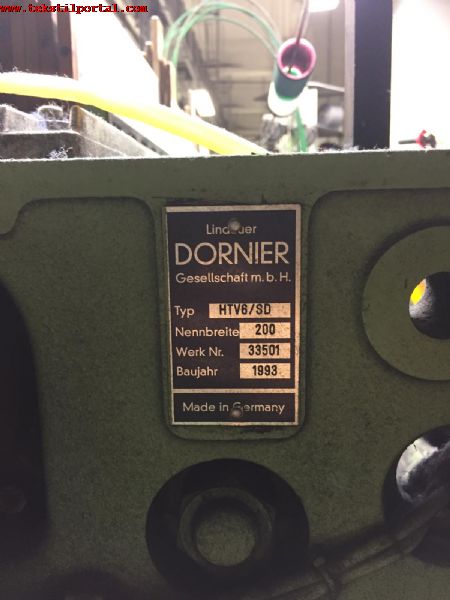 www.tekstilportal.com
Lindauer
DORNIER
Gesellschaft m.b.H.
Typ HTV6/SD
Nennbreite 200
Werk Nr. 33501
Baujahr 1993
Made in Germany